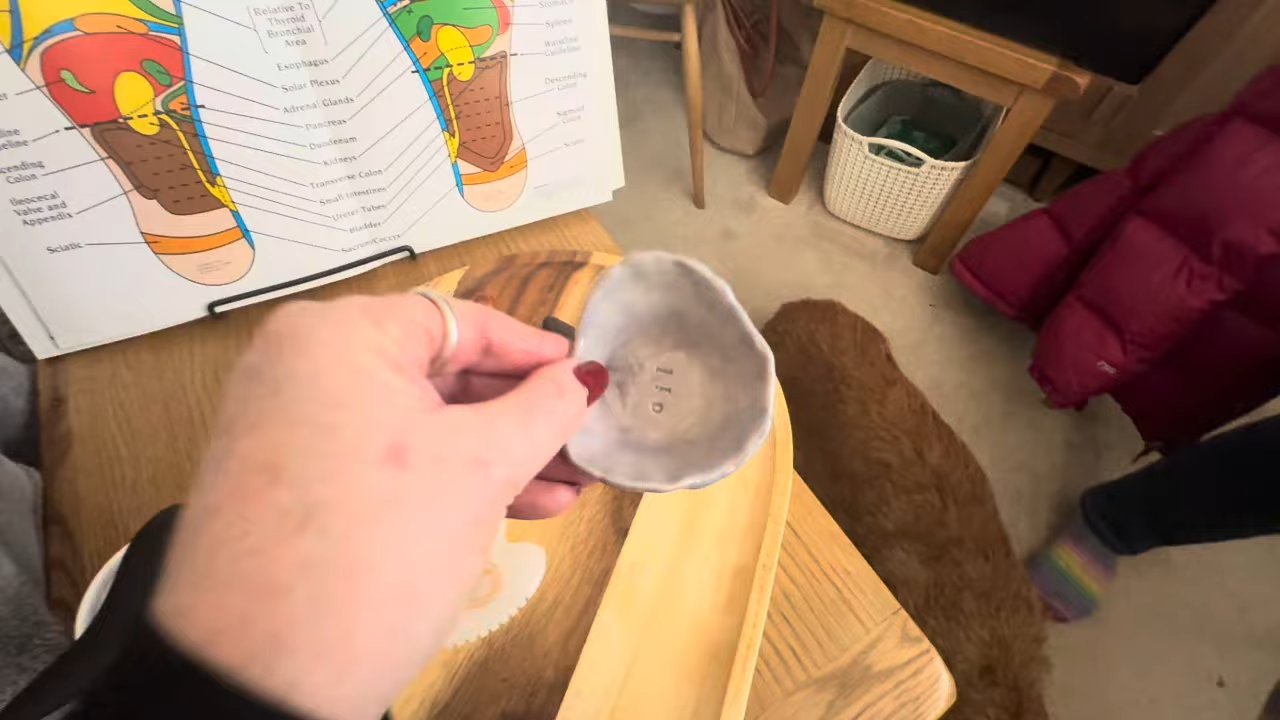 Relative To
Thyroid
Bronchial
Area
Esophagus
Solar Plexus
Adrenal Glands
Pancreas
Duodenum
Kidneys
Transverse Colon
Small Intestines
Ureter Tubes
Bladder
Sacrum/Coccyx
Colon
Ileocecal
Valve and
Appendix
Sciatic
Stomach
Spleen
Waistline
Guideline
Descending
Colon
Sigmoid
Colon
Sciatic